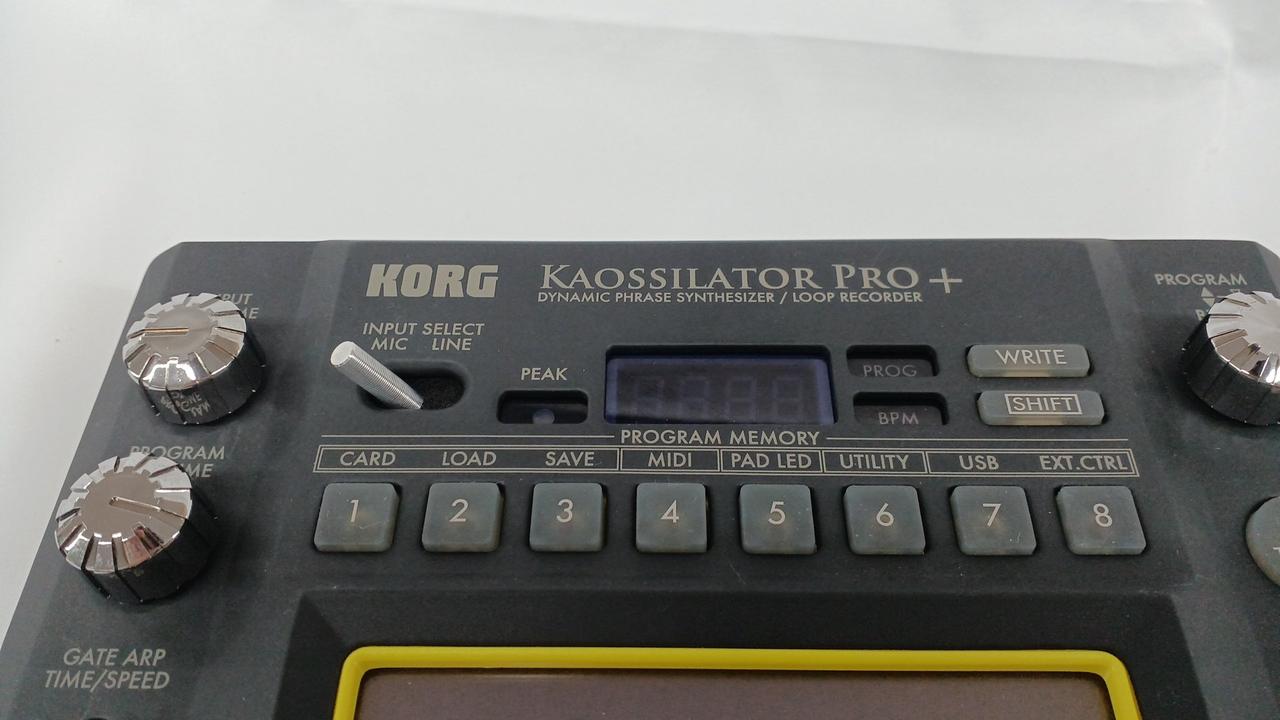 KORG
KAOSSILATOR PRO+
DYNAMIC PHRASE SYNTHESIZER / LOOP RECORDER
PROGRAM
INPUT SELECT
MIC LINE
PEAK
PROG
BPM
WRITE
SHIFT
PROGRAM MEMORY
CARD LOAD SAVE MIDI PAD LED UTILITY USB EXT.CTRL
1 2 3 4 5 6 7 8
PROGRAM
GATE ARP
TIME/SPEED